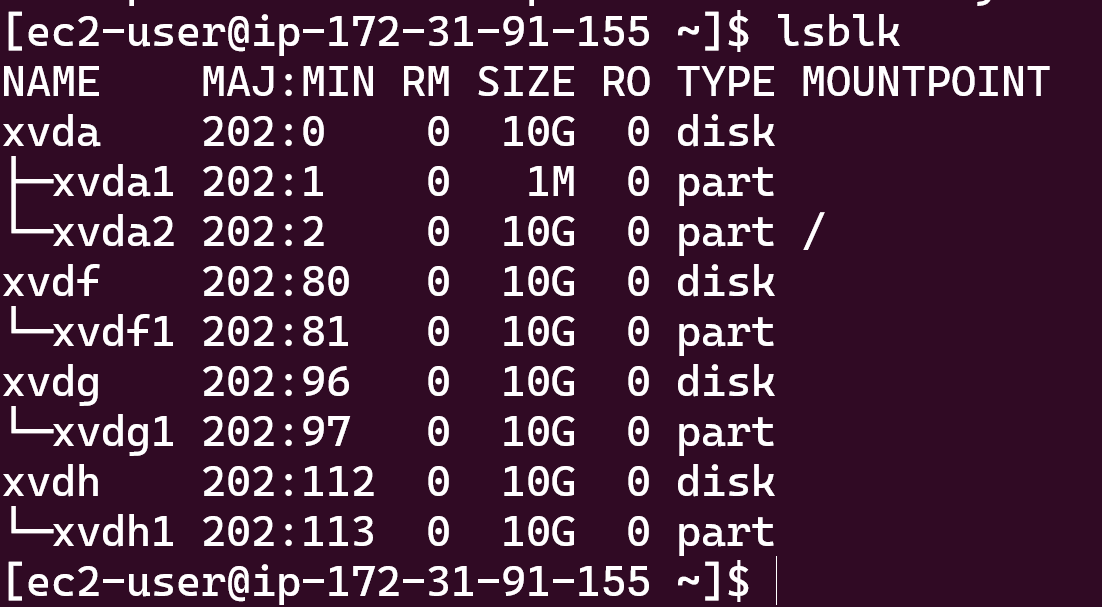 [ec2-user@ip-172-31-91-155 ~]$ lsblk
NAME    MAJ:MIN RM SIZE RO TYPE MOUNTPOINT
xvda    202:0    0  10G  0 disk
├─xvda1 202:1    0   1M  0 part
└─xvda2 202:2    0  10G  0 part /
xvdf    202:80   0  10G  0 disk
└─xvdf1 202:81   0  10G  0 part
xvdg    202:96   0  10G  0 disk
└─xvdg1 202:97   0  10G  0 part
xvdh    202:112  0  10G  0 disk
└─xvdh1 202:113  0  10G  0 part
[ec2-user@ip-172-31-91-155 ~]$